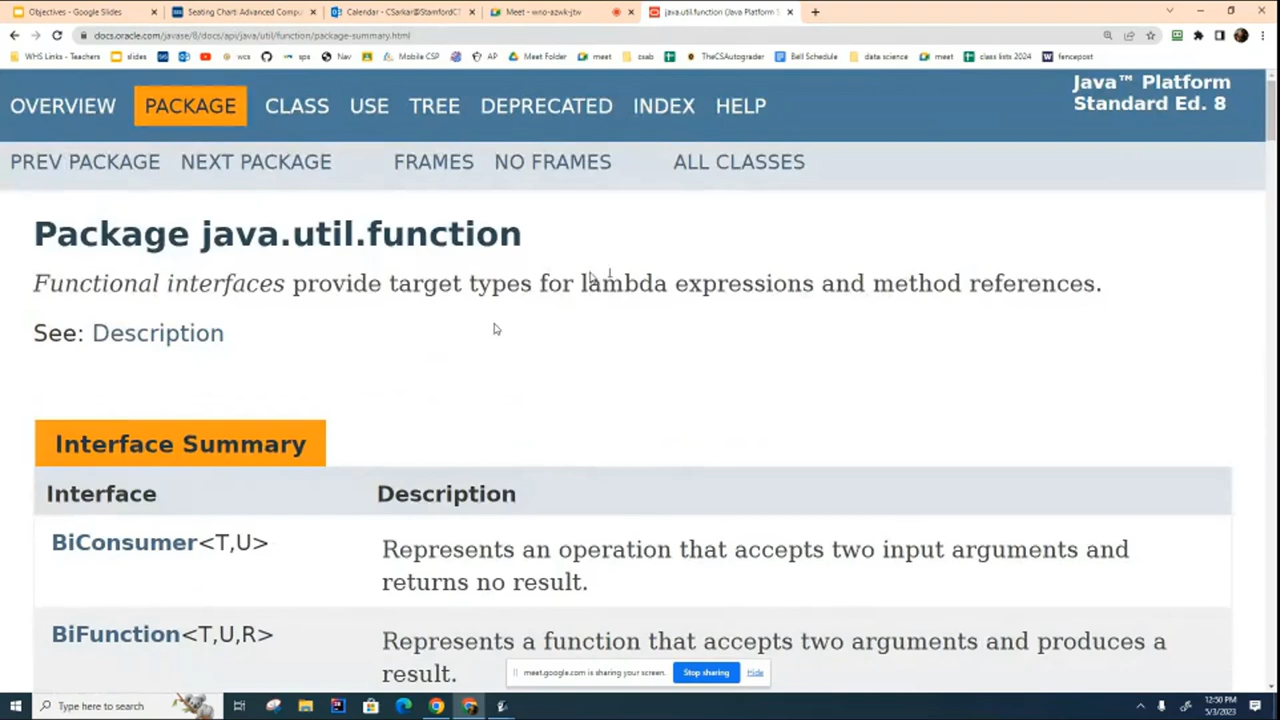 Objectives - Google Slides
Seating Chart: Advanced Compu
Calendar - CSarkar@StamfordCT
Meet - wno-azwk-jtw
java.util.function (Java Platform S
docs.oracle.com/javase/8/docs/api/java/util/function/package-summary.html
WHS Links - Teachers
slides
wcs
sps
Nav
Mobile CSP
AP
Meet Folder
meet
csab
TheCSAutograder
Bell Schedule
data science
meet
class lists 2024
fencepost
OVERVIEW PACKAGE CLASS USE TREE DEPRECATED INDEX HELP
Java™ Platform
Standard Ed. 8
PREV PACKAGE NEXT PACKAGE FRAMES NO FRAMES ALL CLASSES
Package java.util.function
Functional interfaces provide target types for lambda expressions and method references.
See: Description
Interface Summary
Interface Description
BiConsumer<T,U> Represents an operation that accepts two input arguments and
returns no result.
BiFunction<T,U,R> Represents a function that accepts two arguments and produces a
result.
meet.google.com is sharing your screen. Stop sharing Hide
Type here to search
12:50 PM
5/3/2023